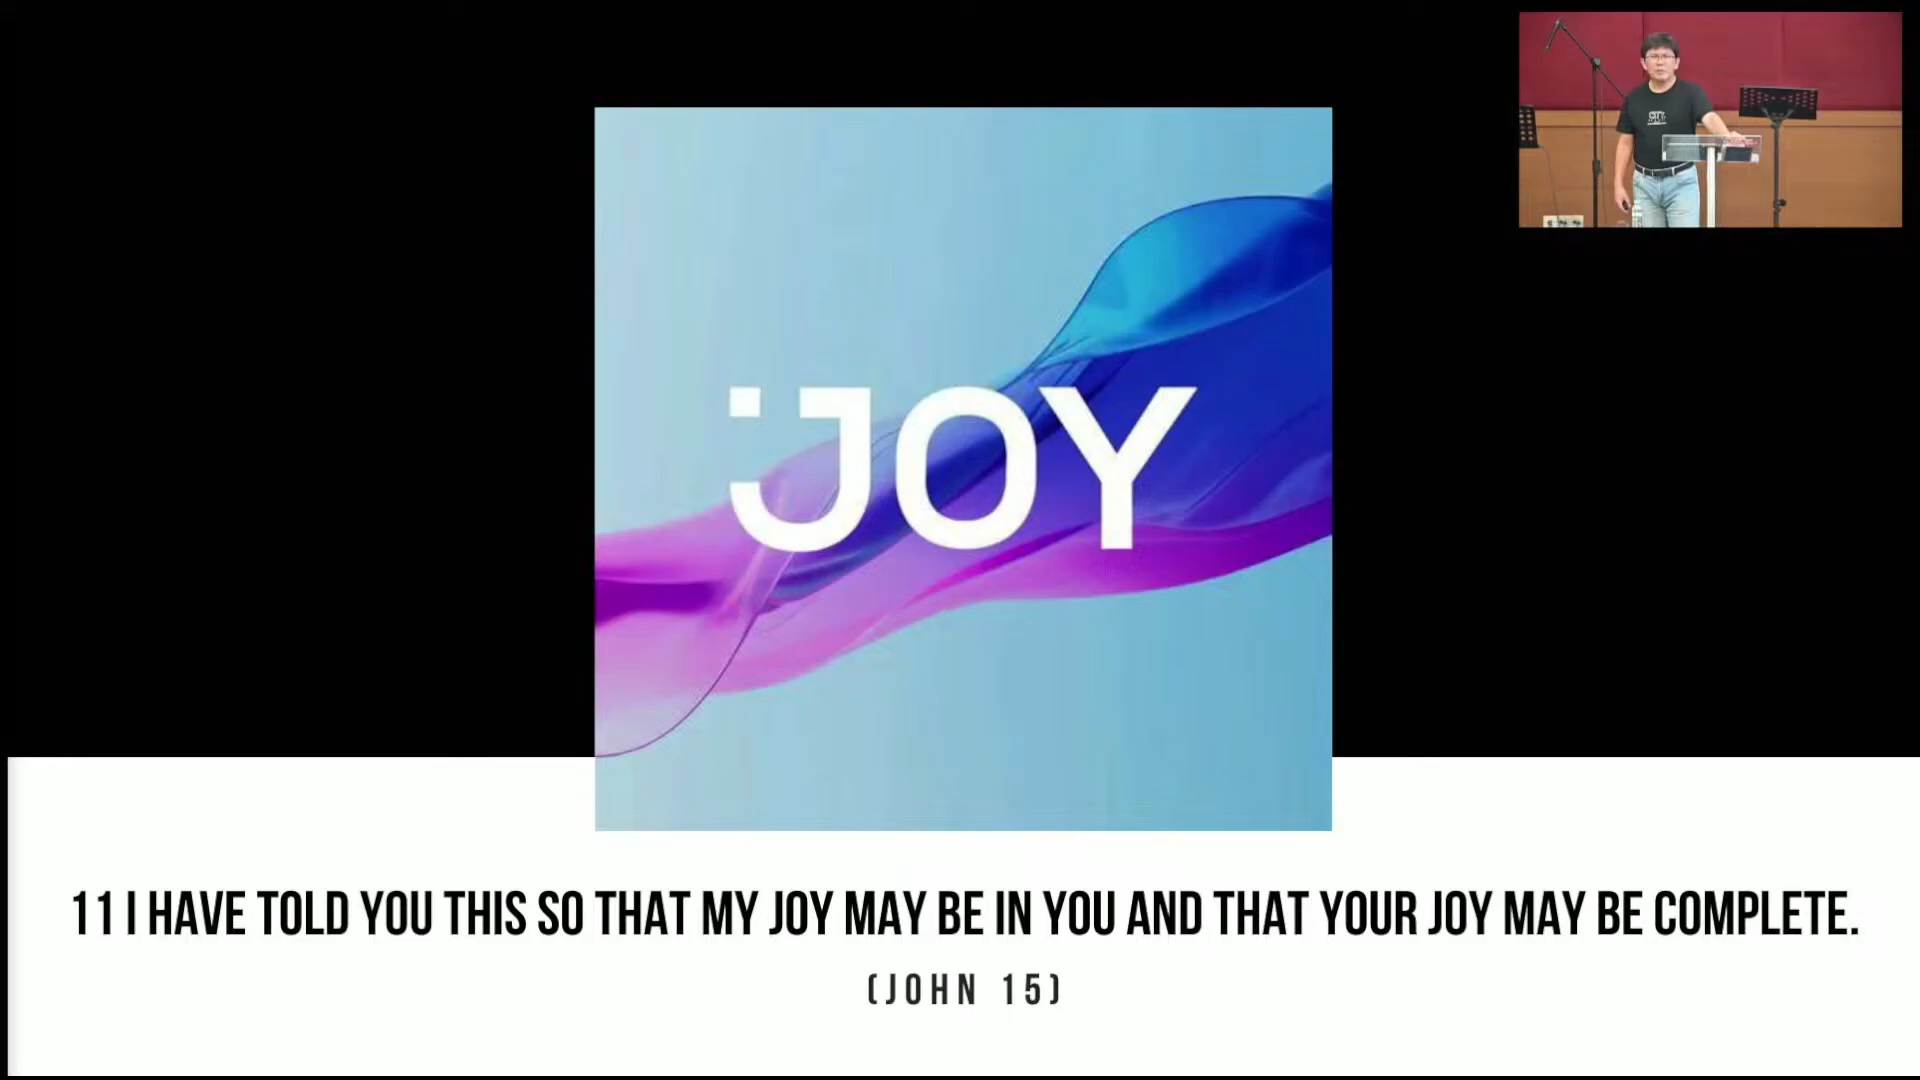 :JOY
11 I HAVE TOLD YOU THIS SO THAT MY JOY MAY BE IN YOU AND THAT YOUR JOY MAY BE COMPLETE.
(JOHN 15)